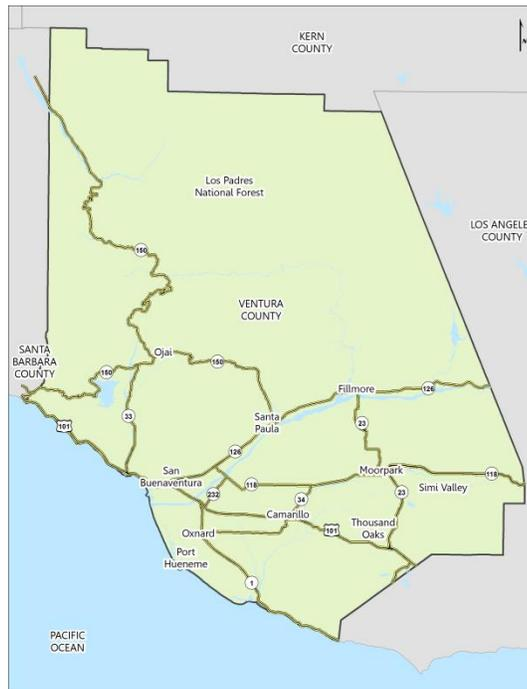 KERN
COUNTY
N
Los Padres
National Forest
LOS ANGELE
COUNTY
150
VENTURA
COUNTY
SANTA
BARBARA
COUNTY
Ojai
150
150
Fillmore
126
101
33
Santa
Paula
23
126
San
Buenaventura
Moorpark
118
118
Simi Valley
232
34
23
Camarillo
Thousand
Oaks
Oxnard
101
Port
Hueneme
1
PACIFIC
OCEAN